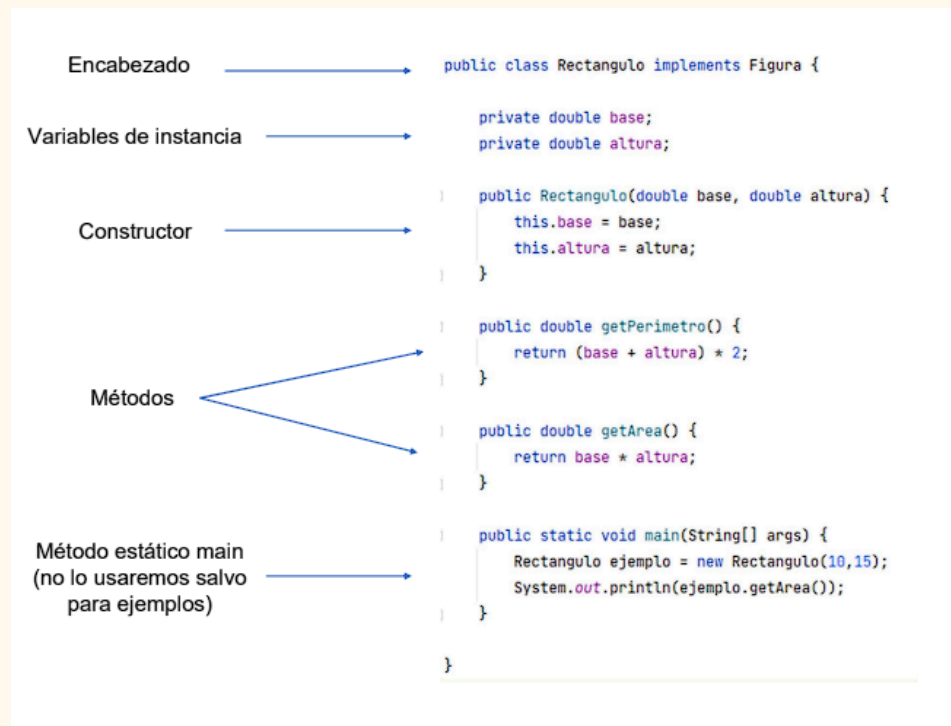 Encabezado
public class Rectangulo implements Figura {
Variables de instancia
private double base;
private double altura;
Constructor
public Rectangulo(double base, double altura) {
this.base = base;
this.altura = altura;
}
Métodos
public double getPerimetro() {
return (base + altura) * 2;
}
public double getArea() {
return base * altura;
}
Método estático main
(no lo usaremos salvo
para ejemplos)
public static void main(String[] args) {
Rectangulo ejemplo = new Rectangulo(10,15);
System.out.println(ejemplo.getArea());
}
}